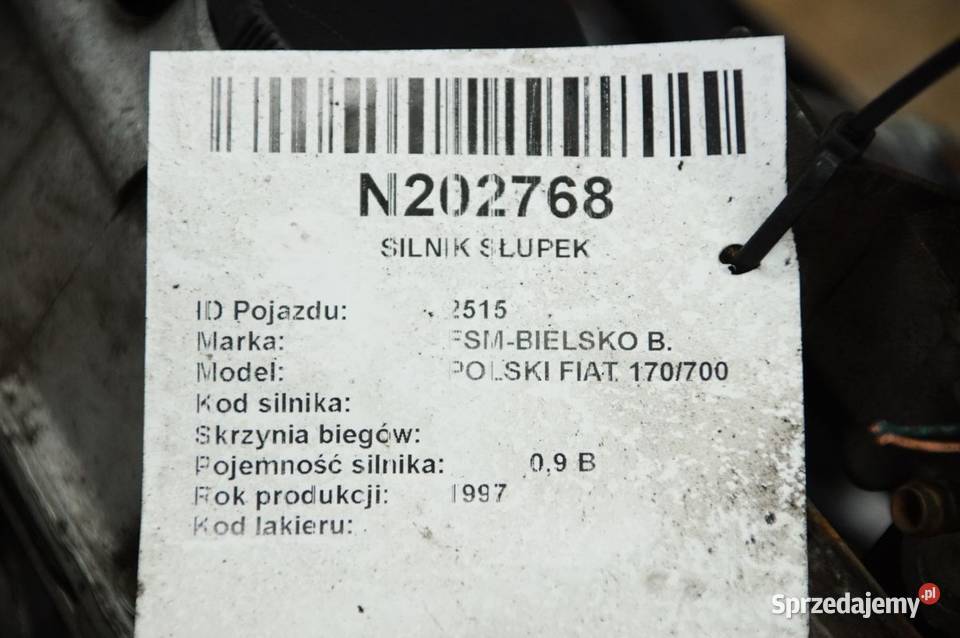 N202768
SILNIK SŁUPEK
ID Pojazdu: 2515
Marka: FSM-BIELSKO B.
Model: POLSKI FIAT. 170/700
Kod silnika:
Skrzynia biegów:
Pojemność silnika: 0,9 B
Rok produkcji: 1997
Kod lakieru:
Sprzedajemy.pl